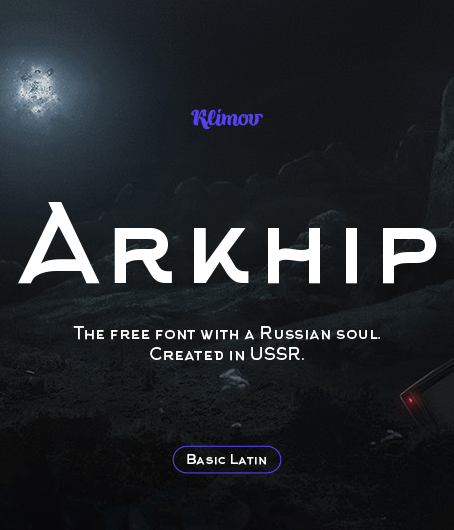 Klimov
Arkhip
The free font with a Russian soul.
Created in USSR.
Basic Latin